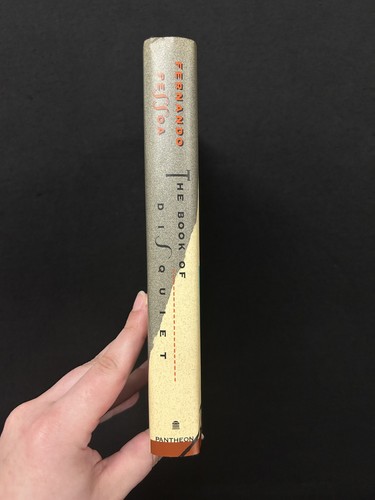 FERNANDO
PESSOA
THE BOOK OF
DISQUIET
PANTHEON